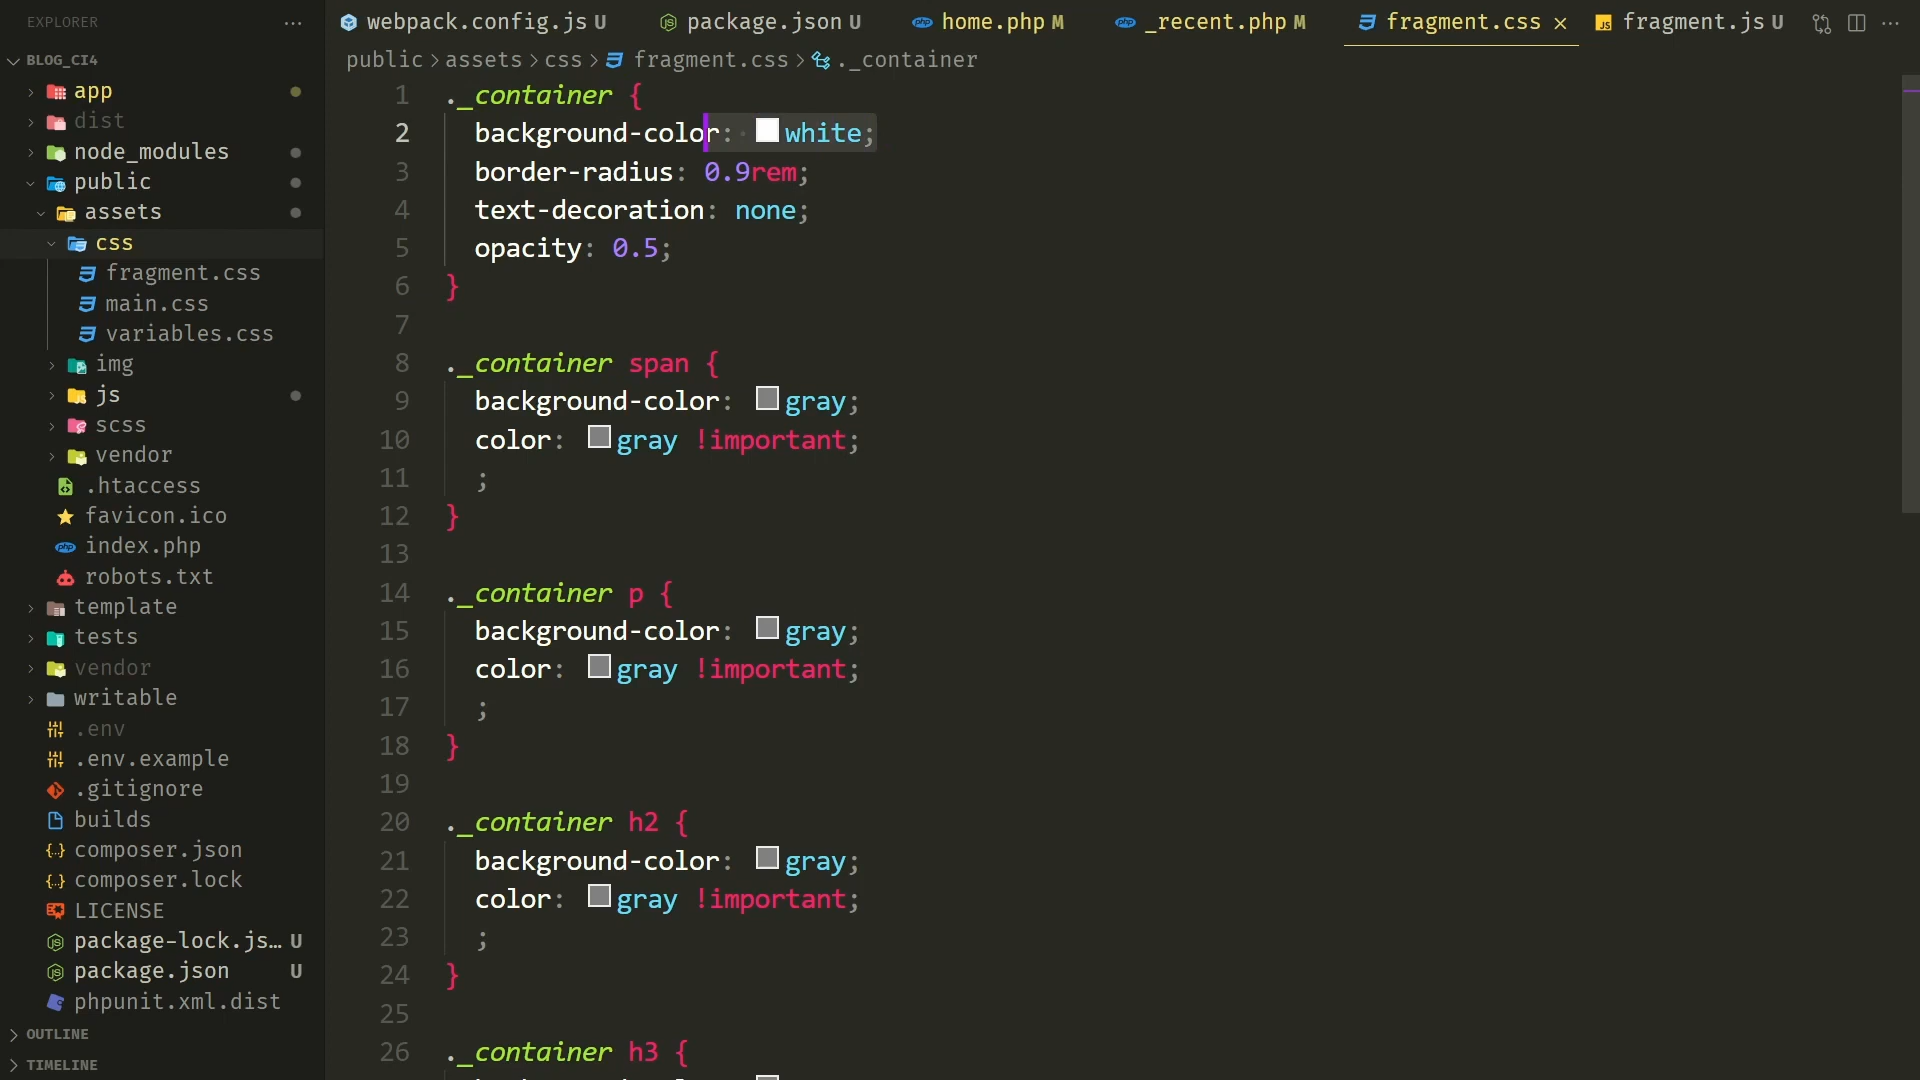 EXPLORER
BLOG_CI4
app
dist
node_modules
public
assets
css
fragment.css
main.css
variables.css
img
js
scss
vendor
.htaccess
favicon.ico
index.php
robots.txt
template
tests
vendor
writable
.env
.env.example
.gitignore
builds
composer.json
composer.lock
LICENSE
package-lock.js... U
package.json U
phpunit.xml.dist
OUTLINE
TIMELINE
webpack.config.js U package.json U home.php M _recent.php M fragment.css × fragment.js U
public > assets > css > fragment.css > ._container
1 ._container {
2 background-color: white;
3 border-radius: 0.9rem;
4 text-decoration: none;
5 opacity: 0.5;
6 }
7
8 ._container span {
9 background-color: gray;
10 color: gray !important;
11 ;
12 }
13
14 ._container p {
15 background-color: gray;
16 color: gray !important;
17 ;
18 }
19
20 ._container h2 {
21 background-color: gray;
22 color: gray !important;
23 ;
24 }
25
26 ._container h3 {